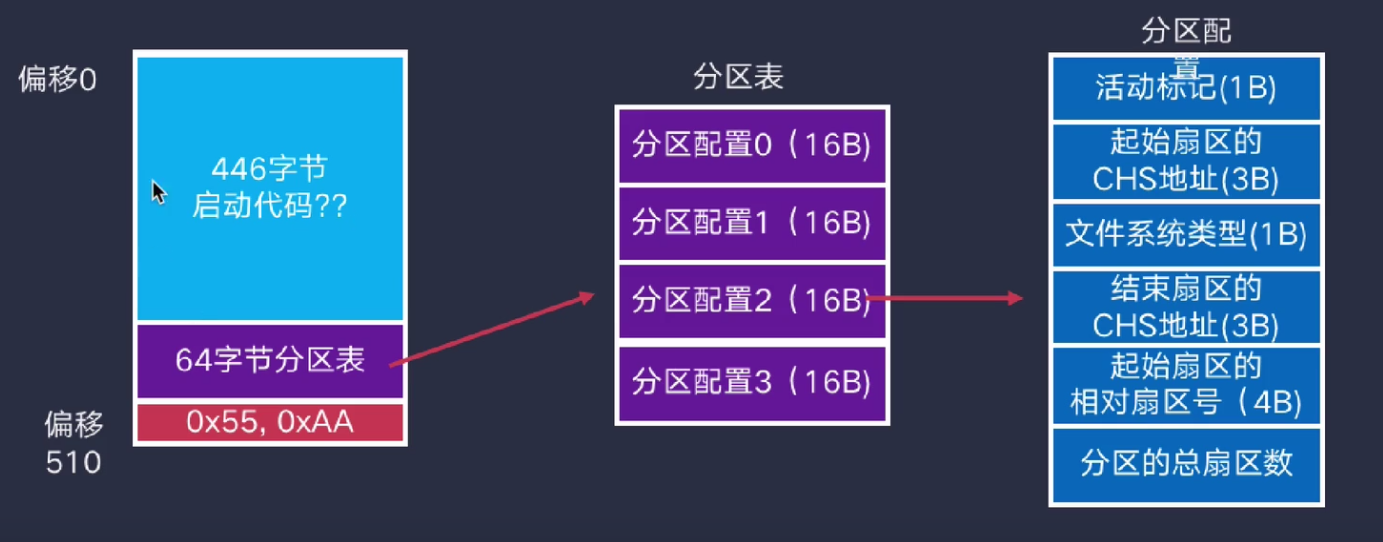 偏移0
446字节
启动代码??
64字节分区表
0x55, 0xAA
偏移
510
分区表
分区配置0（16B)
分区配置1（16B)
分区配置2（16B)
分区配置3（16B)
分区配
置
活动标记(1B)
起始扇区的
CHS地址(3B)
文件系统类型(1B)
结束扇区的
CHS地址(3B)
起始扇区的
相对扇区号（4B)
分区的总扇区数